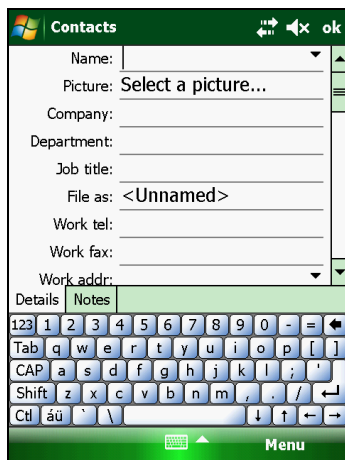 Contacts ok
Name:
Picture: Select a picture...
Company:
Department:
Job title:
File as: <Unnamed>
Work tel:
Work fax:
Work addr:
Details Notes
123 1 2 3 4 5 6 7 8 9 0 - =
Tab q w e r t y u i o p [ ]
CAP a s d f g h j k l ; '
Shift z x c v b n m , . /
Ctl áü ` \
Menu